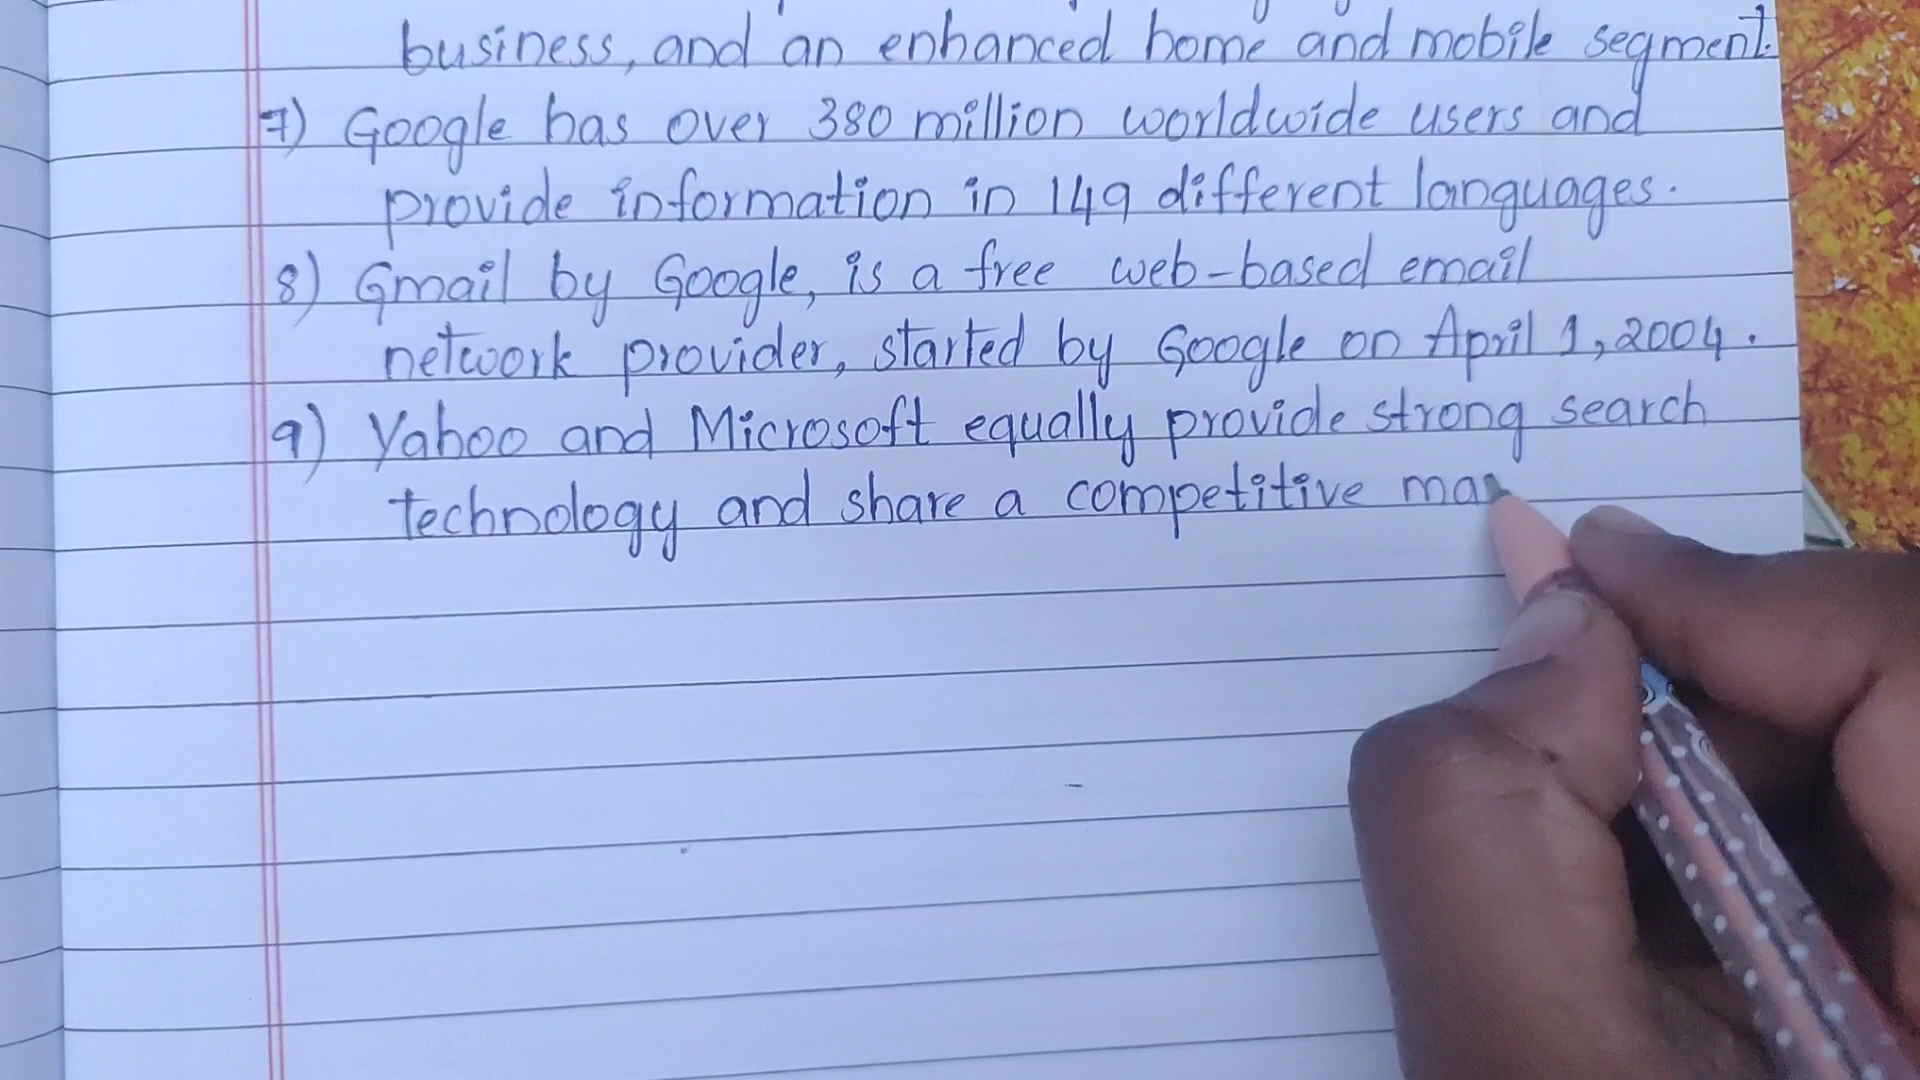 business, and an enhanced home and mobile segment.
7) Google has over 380 million worldwide users and
provide information in 149 different languages.
8) Gmail by Google, is a free web-based email
network provider, started by Google on April 1, 2004.
9) Yahoo and Microsoft equally provide strong search
technology and share a competitive mar